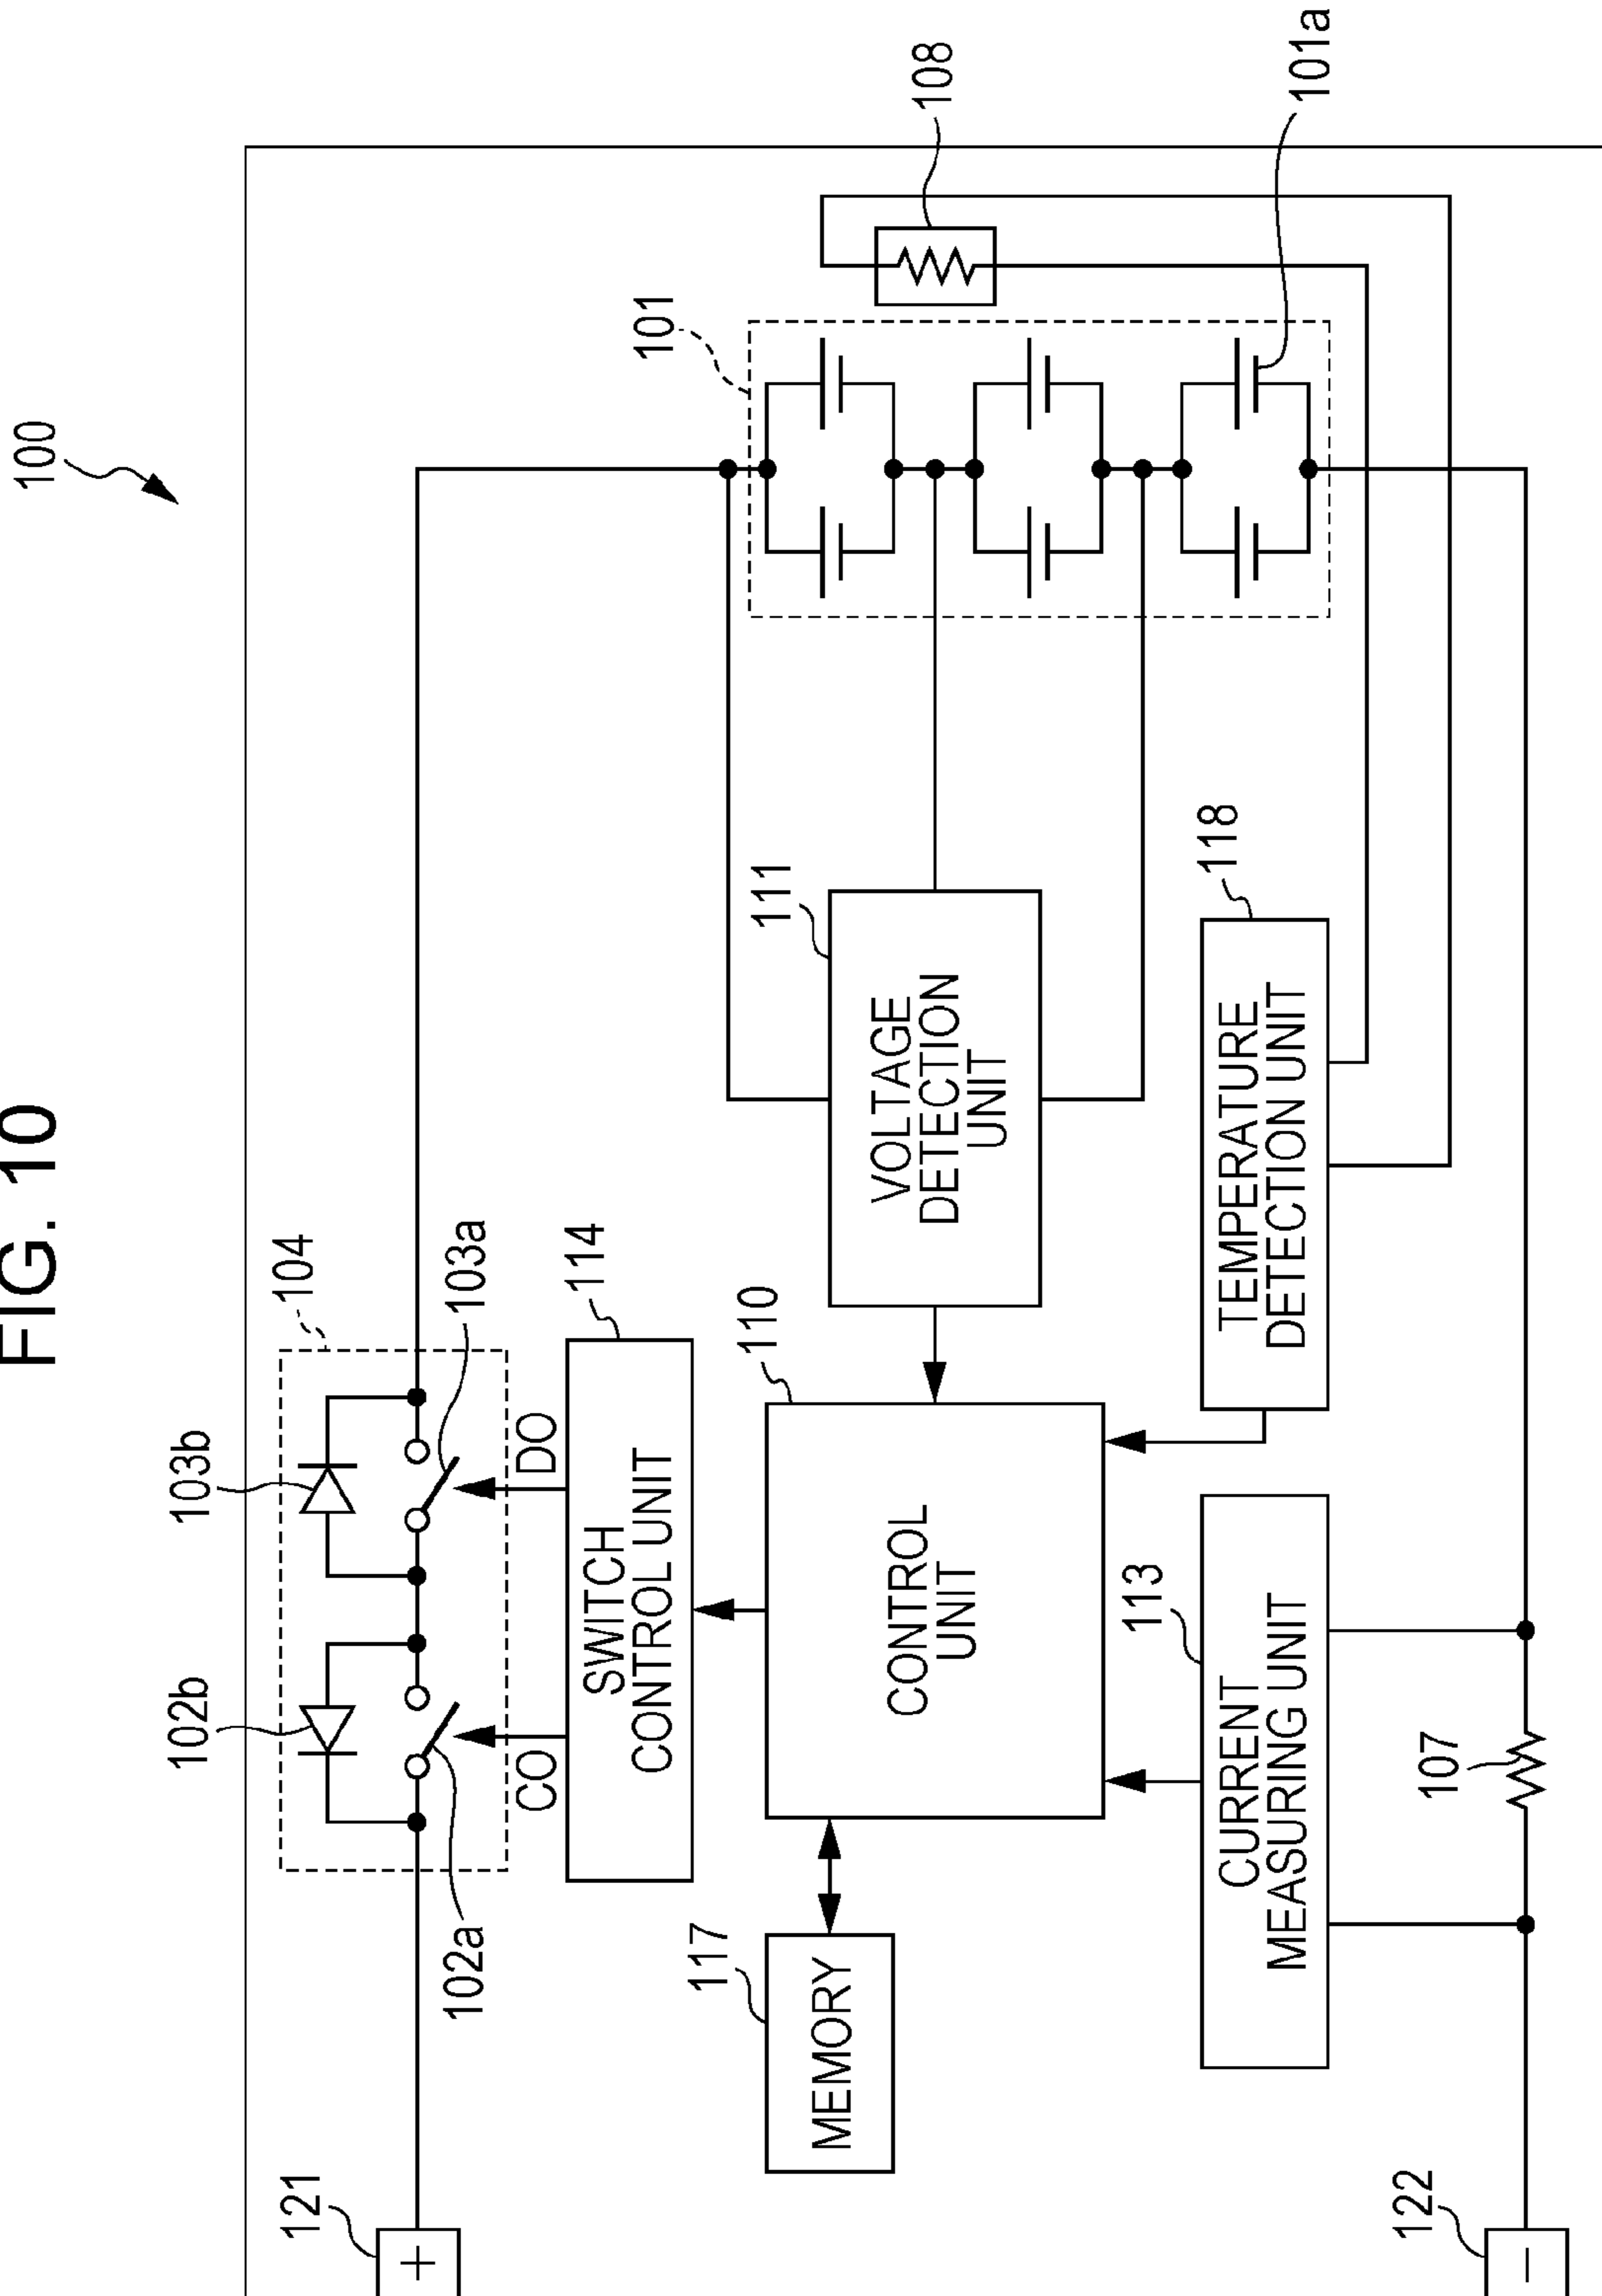 FIG. 10
100
104
103b
102b
103a
102a
121
+
CO
DO
114
SWITCH
CONTROL UNIT
101
108
101a
111
VOLTAGE
DETECTION
UNIT
110
CONTROL
UNIT
117
MEMORY
118
TEMPERATURE
DETECTION UNIT
113
CURRENT
MEASURING UNIT
107
122
−